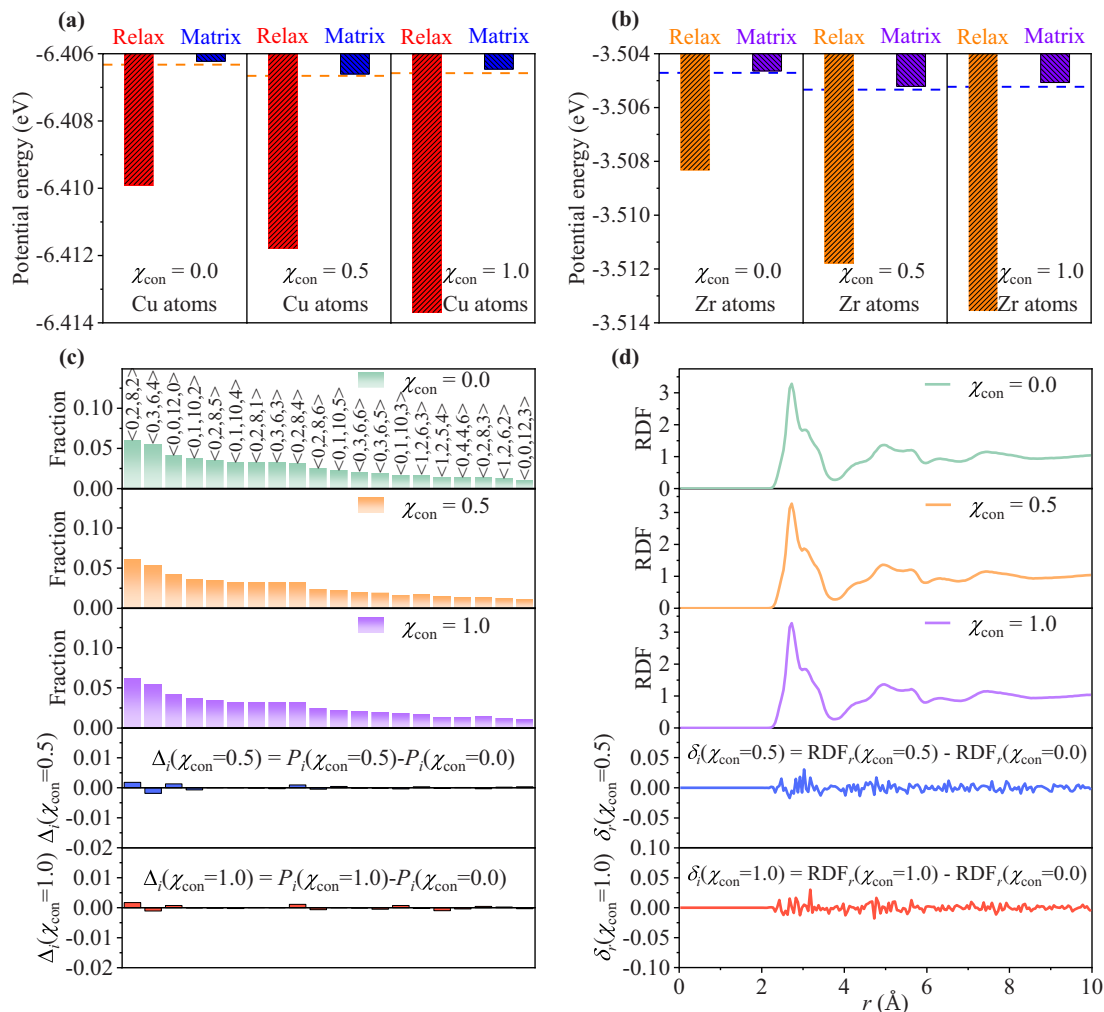 (a)
Relax Matrix Relax Matrix Relax Matrix
-6.406
-6.408
-6.410
-6.412
-6.414
Potential energy (eV)
χcon = 0.0
Cu atoms
χcon = 0.5
Cu atoms
χcon = 1.0
Cu atoms
(b)
Relax Matrix Relax Matrix Relax Matrix
-3.504
-3.506
-3.508
-3.510
-3.512
-3.514
Potential energy (eV)
χcon = 0.0
Zr atoms
χcon = 0.5
Zr atoms
χcon = 1.0
Zr atoms
(c)
χcon = 0.0
0.10
0.05
0.00
Fraction
<0,2,8,2>
<0,3,6,4>
<0,0,12,0>
<0,1,10,2>
<0,2,8,5>
<0,1,10,4>
<0,2,8,1>
<0,3,6,3>
<0,2,8,4>
<0,2,8,6>
<0,1,10,5>
<0,3,6,6>
<0,3,6,5>
<0,1,10,3>
<1,2,6,3>
<1,2,5,4>
<0,4,4,6>
<0,2,8,3>
<1,2,6,2>
<0,0,12,3>
χcon = 0.5
0.10
0.05
0.00
Fraction
χcon = 1.0
0.10
0.05
0.00
Fraction
0.01
0.00
-0.01
-0.02
Δi(χcon=0.5)
Δi(χcon=0.5) = Pi(χcon=0.5)-Pi(χcon=0.0)
0.01
0.00
-0.01
-0.02
Δi(χcon=1.0)
Δi(χcon=1.0) = Pi(χcon=1.0)-Pi(χcon=0.0)
(d)
χcon = 0.0
3
2
1
0
RDF
χcon = 0.5
3
2
1
0
RDF
χcon = 1.0
3
2
1
0
RDF
0.05
0.00
-0.05
-0.10
δr(χcon=0.5)
δi(χcon=0.5) = RDFr(χcon=0.5) - RDFr(χcon=0.0)
0.05
0.00
-0.05
-0.10
δr(χcon=1.0)
δi(χcon=1.0) = RDFr(χcon=1.0) - RDFr(χcon=0.0)
0 2 4 6 8 10
r (Å)